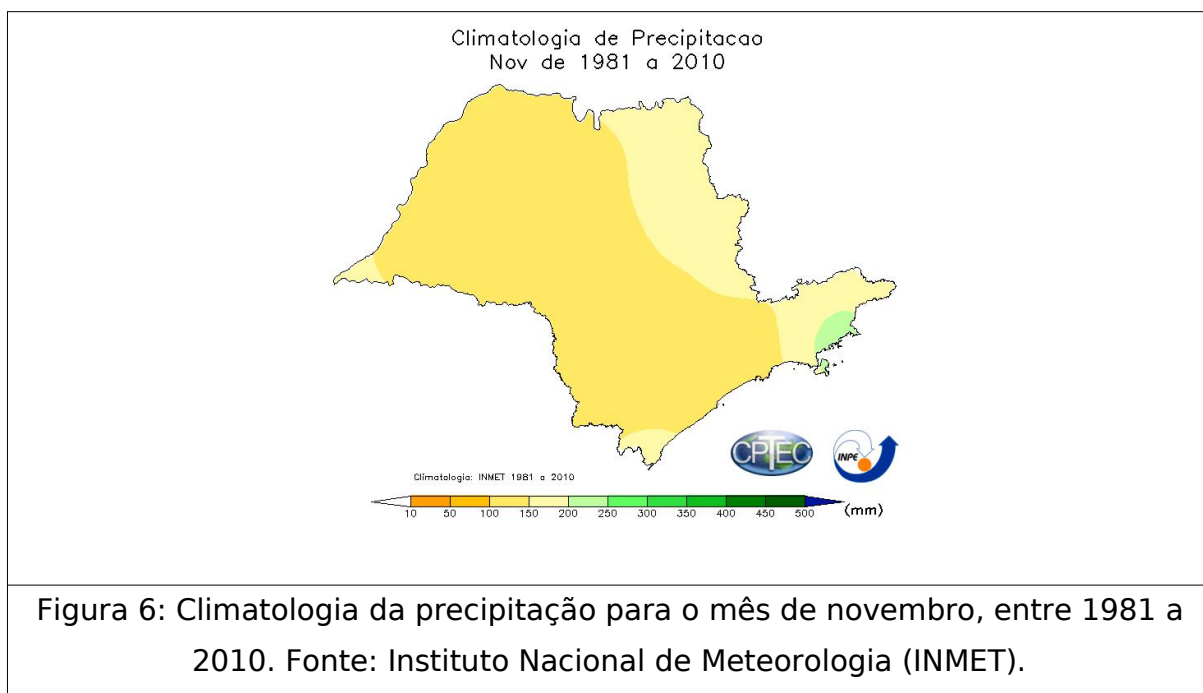 Climatologia de Precipitacao
Nov de 1981 a 2010
CPTEC
INPE
Climatologia: INMET 1981 a 2010
10 50 100 150 200 250 300 350 400 450 500 (mm)
Figura 6: Climatologia da precipitação para o mês de novembro, entre 1981 a
2010. Fonte: Instituto Nacional de Meteorologia (INMET).